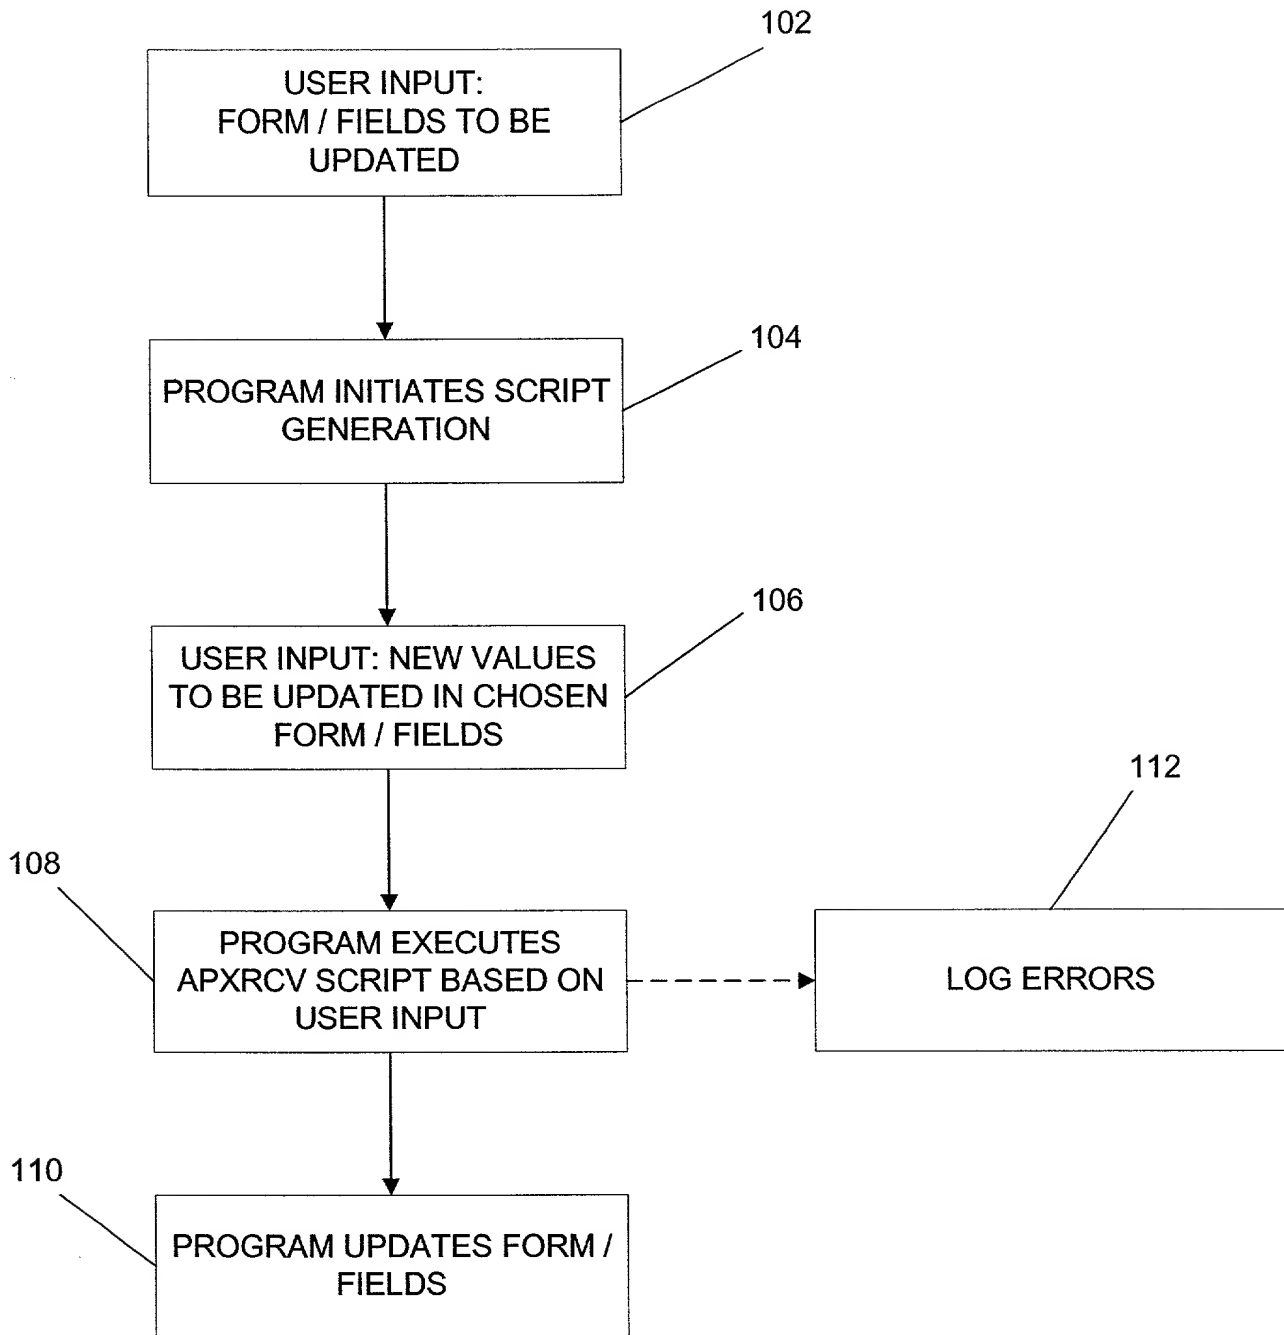 102
USER INPUT:
FORM / FIELDS TO BE
UPDATED
104
PROGRAM INITIATES SCRIPT
GENERATION
106
USER INPUT: NEW VALUES
TO BE UPDATED IN CHOSEN
FORM / FIELDS
112
108
PROGRAM EXECUTES
APXRCV SCRIPT BASED ON
USER INPUT
LOG ERRORS
110
PROGRAM UPDATES FORM /
FIELDS